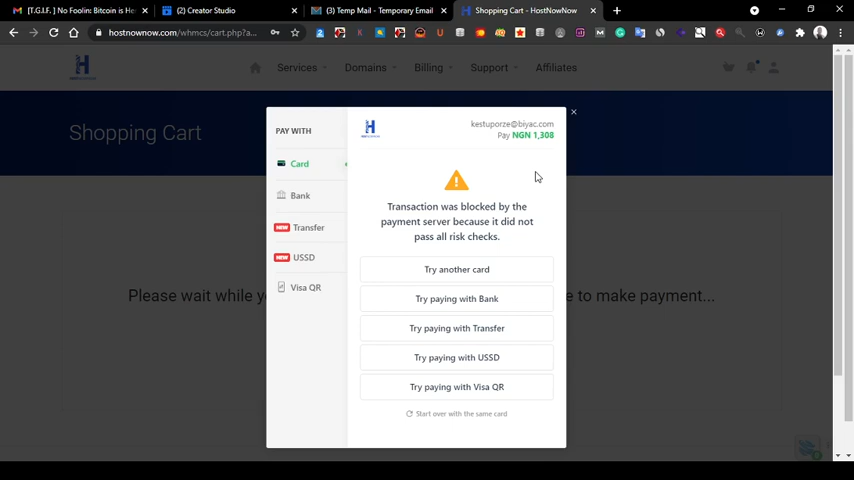 [T.G.I.F. ] No Foolin: Bitcoin is He
(2) Creator Studio
(3) Temp Mail - Temporary Email
Shopping Cart - HostNowNow
hostnownow.com/whmcs/cart.php?a...
Services
Domains
Billing
Support
Affiliates
Shopping Cart
PAY WITH
Card
Bank
NEW Transfer
NEW USSD
Visa QR
kestuporze@biyac.com
Pay NGN 1,308
Transaction was blocked by the
payment server because it did not
pass all risk checks.
Try another card
Try paying with Bank
Try paying with Transfer
Try paying with USSD
Try paying with Visa QR
Start over with the same card
Please wait while yo
e to make payment...